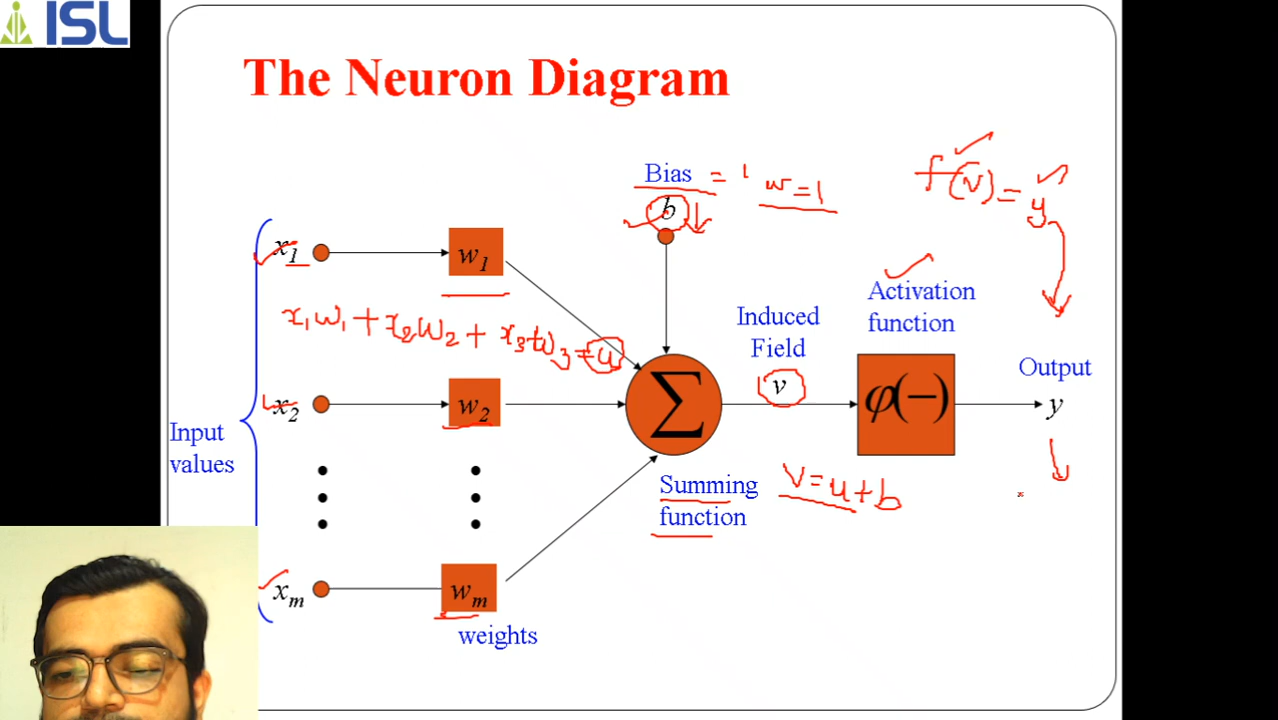 ISL
The Neuron Diagram
Bias = 1 w = 1
b
f(v) = y
x1
w1
x1w1 + x2w2 + x3w3 = u
Activation
function
Induced
Field
v
φ(−)
Output
y
x2
w2
∑
Input
values
Summing
function
v = u + b
xm
wm
weights